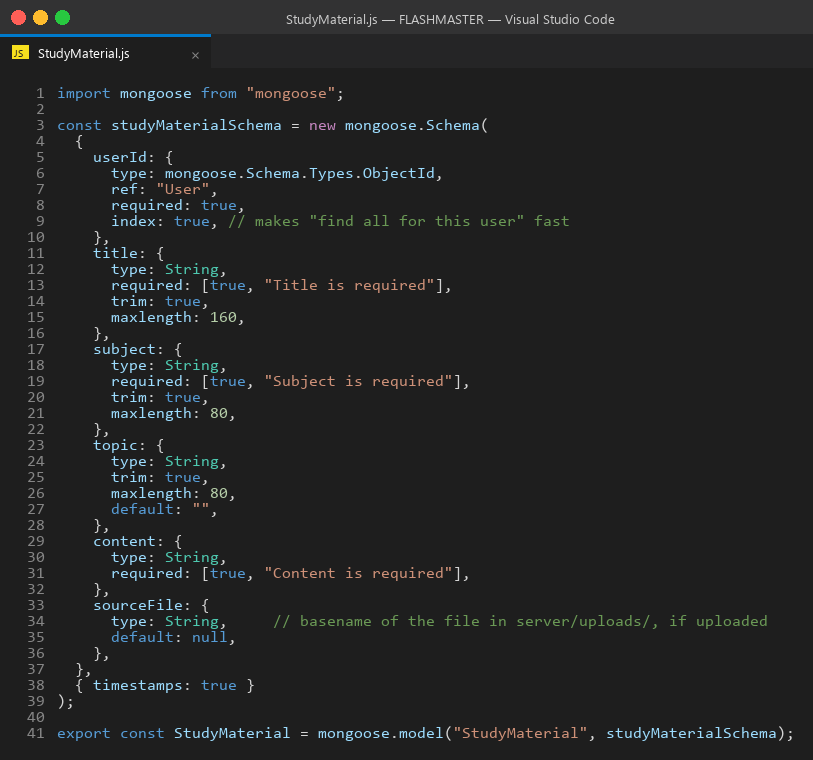 StudyMaterial.js — FLASHMASTER — Visual Studio Code
JS StudyMaterial.js ×
1 import mongoose from "mongoose";
2
3 const studyMaterialSchema = new mongoose.Schema(
4   {
5     userId: {
6       type: mongoose.Schema.Types.ObjectId,
7       ref: "User",
8       required: true,
9       index: true, // makes "find all for this user" fast
10     },
11     title: {
12       type: String,
13       required: [true, "Title is required"],
14       trim: true,
15       maxlength: 160,
16     },
17     subject: {
18       type: String,
19       required: [true, "Subject is required"],
20       trim: true,
21       maxlength: 80,
22     },
23     topic: {
24       type: String,
25       trim: true,
26       maxlength: 80,
27       default: "",
28     },
29     content: {
30       type: String,
31       required: [true, "Content is required"],
32     },
33     sourceFile: {
34       type: String,     // basename of the file in server/uploads/, if uploaded
35       default: null,
36     },
37   },
38   { timestamps: true }
39 );
40
41 export const StudyMaterial = mongoose.model("StudyMaterial", studyMaterialSchema);